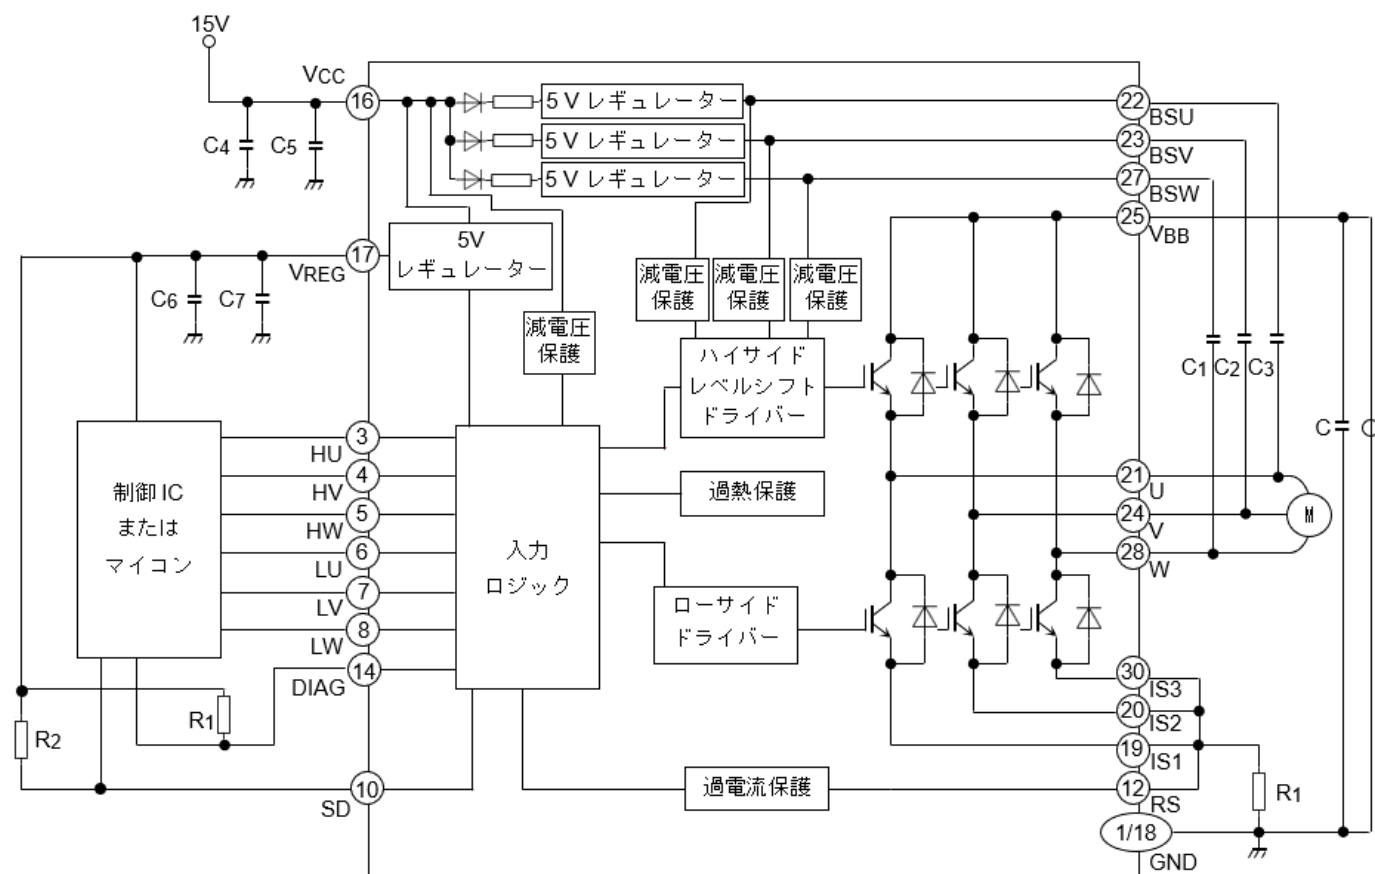 15V
VCC
16
C4
C5
5Vレギュレーター
22
BSU
5Vレギュレーター
23
BSV
5Vレギュレーター
27
BSW
25
VBB
17
VREG
5V
レギュレーター
C6
C7
減電圧
保護
減電圧
保護
減電圧
保護
減電圧
保護
ハイサイド
レベルシフト
ドライバー
C1
C2
C3
C
C
3
HU
4
HV
5
HW
6
LU
7
LV
8
LW
14
DIAG
制御IC
または
マイコン
入力
ロジック
過熱保護
ローサイド
ドライバー
21
U
24
V
28
W
M
30
IS3
20
IS2
19
IS1
12
RS
R1
R2
R1
10
SD
過電流保護
1/18
GND